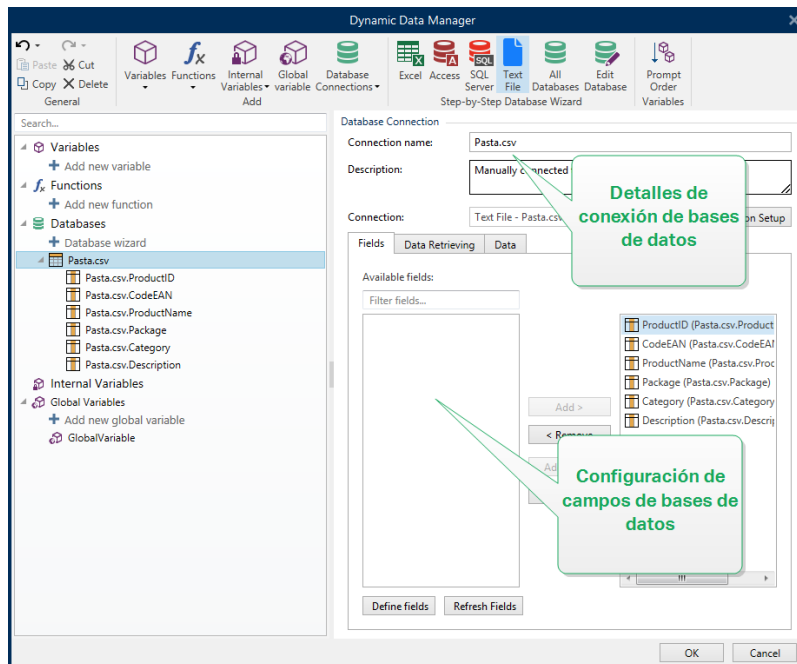 Dynamic Data Manager
Paste Cut
Copy Delete
General
Variables Functions Internal Variables Global variable Database Connections
Add
Excel Access SQL Server Text File All Databases Edit Database
Step-by-Step Database Wizard
Prompt Order
Variables
Search...
Variables
Add new variable
fx Functions
Add new function
Databases
Database wizard
Pasta.csv
Pasta.csv.ProductID
Pasta.csv.CodeEAN
Pasta.csv.ProductName
Pasta.csv.Package
Pasta.csv.Category
Pasta.csv.Description
Internal Variables
Global Variables
Add new global variable
GlobalVariable
Database Connection
Connection name: Pasta.csv
Description: Manually connected
Connection: Text File - Pasta.csv Setup
Detalles de
conexión de bases
de datos
Fields Data Retrieving Data
Available fields:
Filter fields...
ProductID (Pasta.csv.Product
CodeEAN (Pasta.csv.CodeEAN
ProductName (Pasta.csv.Proc
Package (Pasta.csv.Package)
Category (Pasta.csv.Category
Description (Pasta.csv.Descrip
Add >
< Remove
Configuración de
campos de bases de
datos
Define fields Refresh Fields
OK Cancel